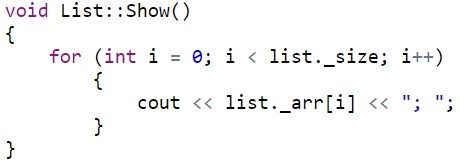 void List::Show()
{
    for (int i = 0; i < list._size; i++)
        {
            cout << list._arr[i] << "; ";
        }
}